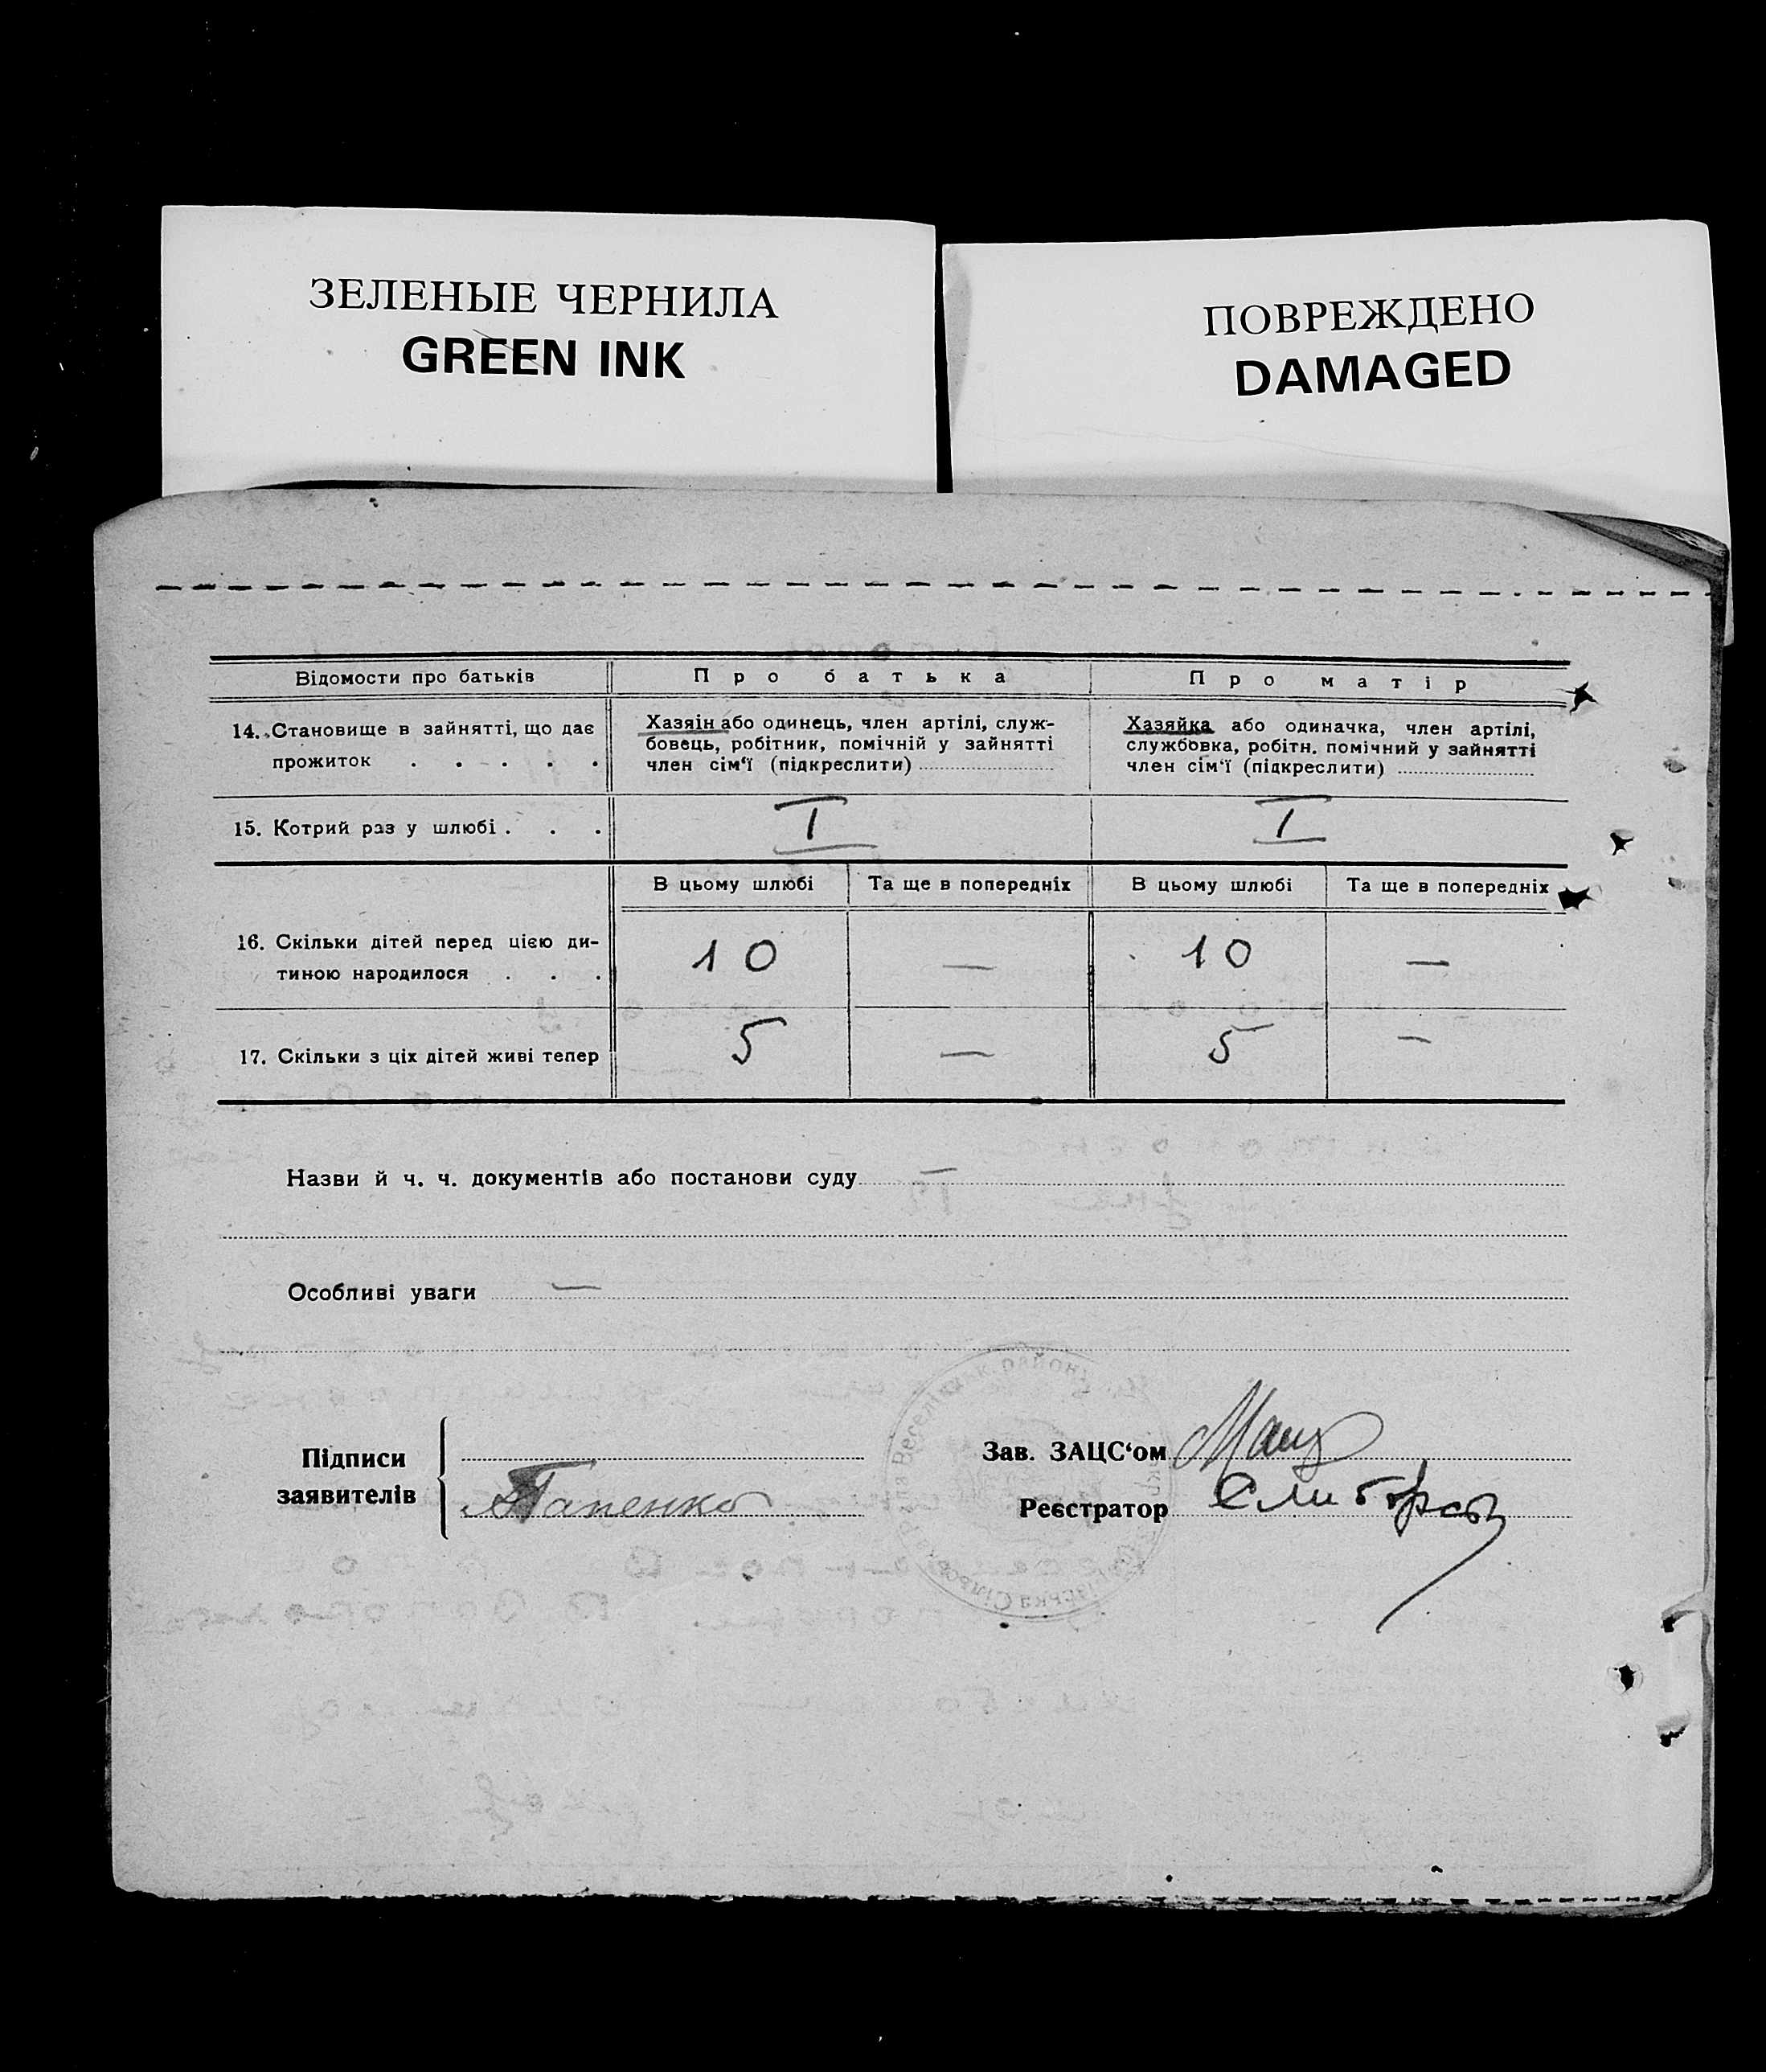 ЗЕЛЕНЫЕ ЧЕРНИЛА
GREEN INK
ПОВРЕЖДЕНО
DAMAGED
Відомости про батьків
Про батька
Про матір
14. Становище в зайнятті, що дає
прожиток . . . . .
Хазяін або одинець, член артілі, служ-
бовець, робітник, помічній у зайнятті
член сім‘ї (підкреслити)
Хазяйка або одиначка, член артілі,
службовка, робітн. помічний у зайнятті
член сім‘ї (підкреслити)
15. Котрий раз у шлюбі . . .
I
I
В цьому шлюбі
Та ще в попередніх
В цьому шлюбі
Та ще в попередніх
16. Скільки дітей перед цією ди-
тиною народилося . . .
10
—
10
—
17. Скільки з ціх дітей живі тепер
5
—
5
—
Назви й ч. ч. документів або постанови суду —
Особливі уваги —
Підписи
заявителів
Зав. ЗАЦС‘ом
Реєстратор